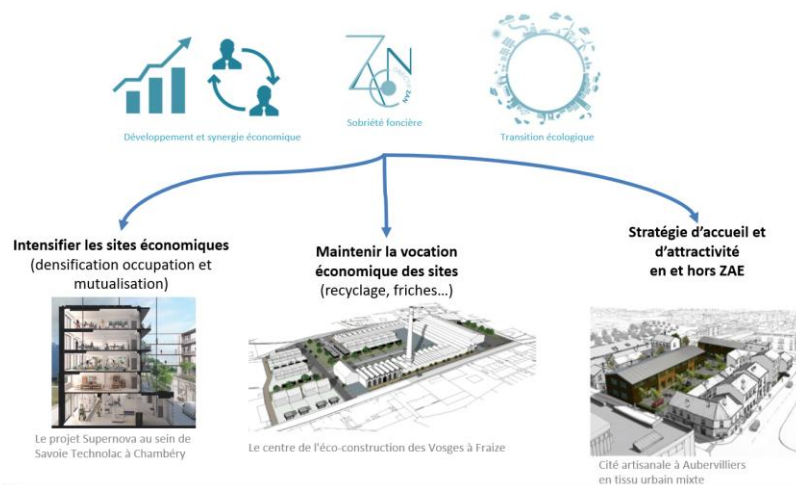 ZAN
Développement et synergie économique
Sobriété foncière
Transition écologique
Intensifier les sites économiques
(densification occupation et
mutualisation)
Maintenir la vocation
économique des sites
(recyclage, friches...)
Stratégie d'accueil et
d'attractivité
en et hors ZAE
Le projet Supernova au sein de
Savoie Technolac à Chambéry
Le centre de l'éco-construction des Vosges à Fraize
Cité artisanale à Aubervilliers
en tissu urbain mixte